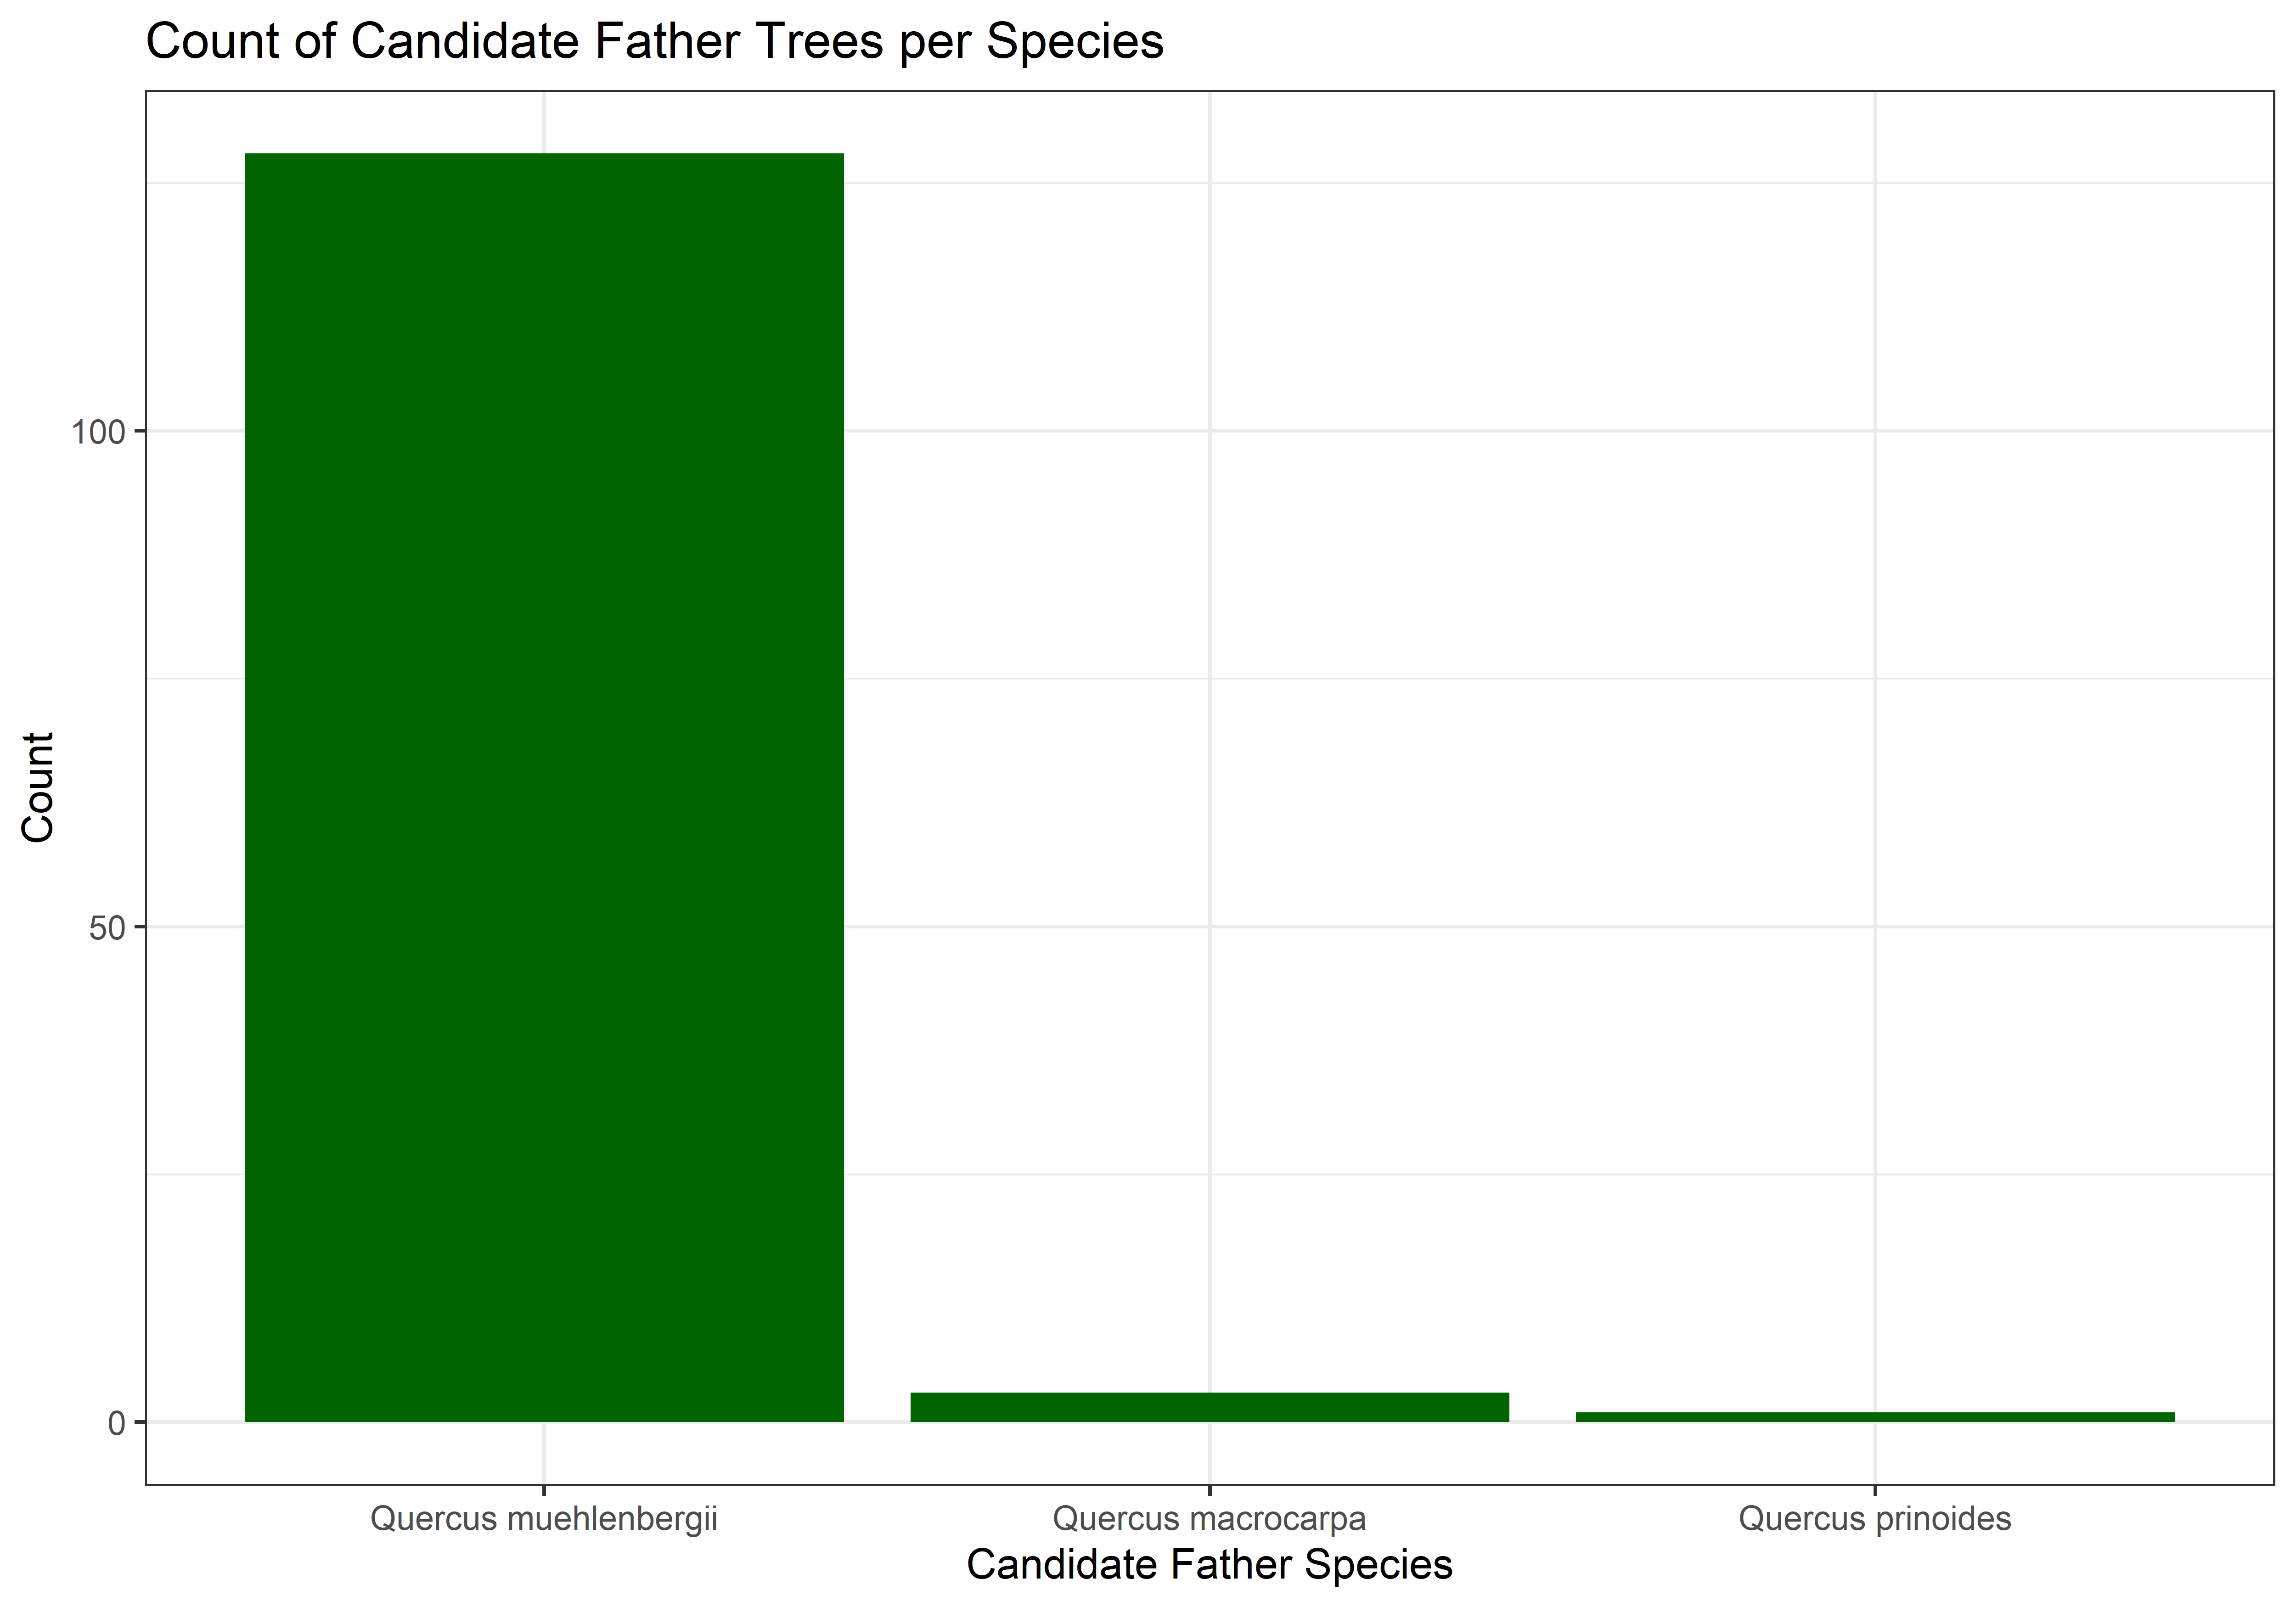 Count of Candidate Father Trees per Species
Count
100
50
0
Quercus muehlenbergii
Quercus macrocarpa
Quercus prinoides
Candidate Father Species